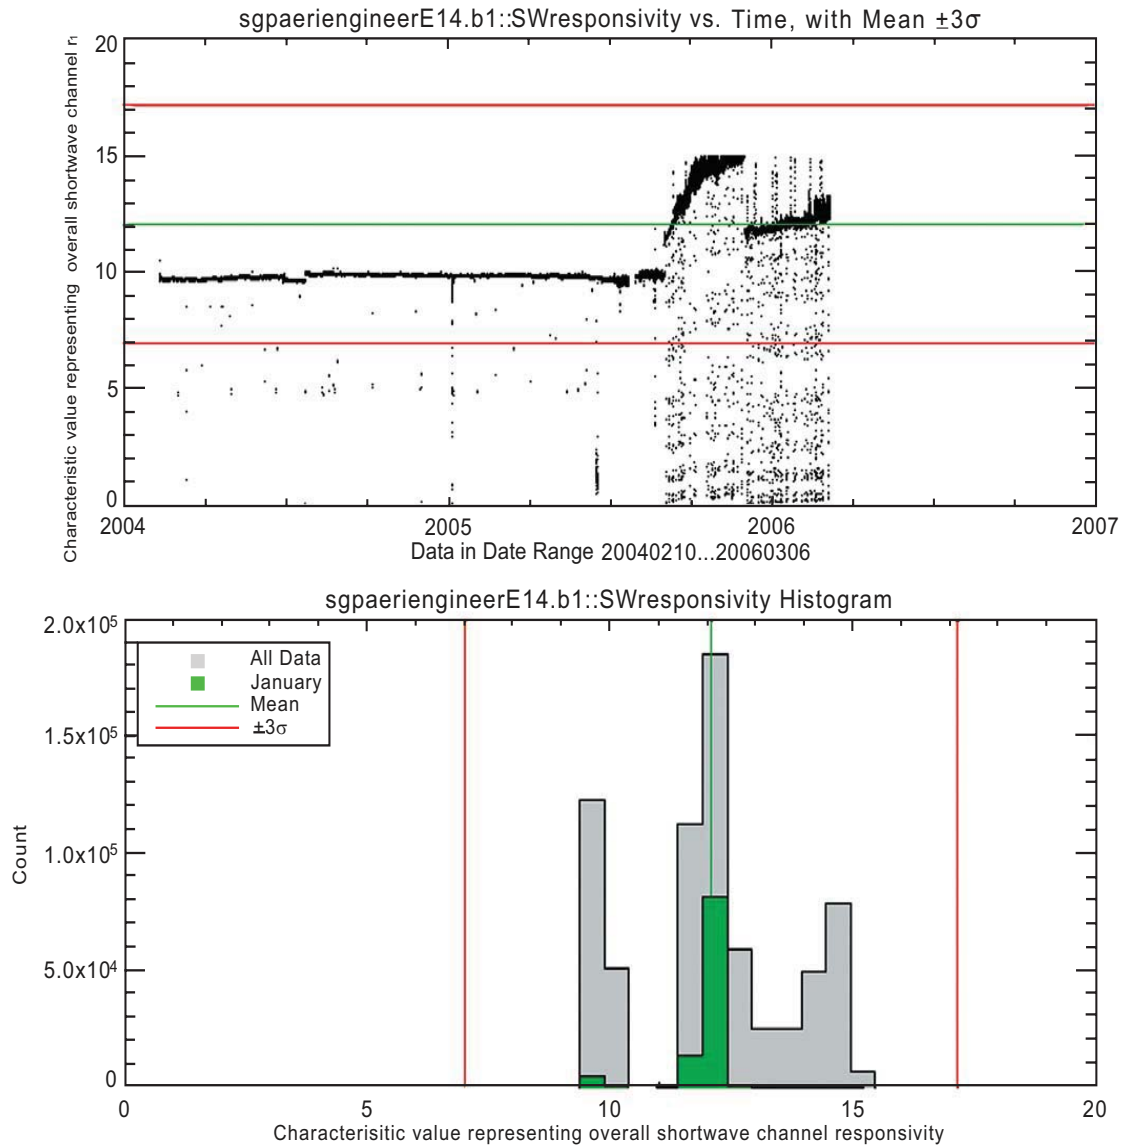 sgpaeriengineerE14.b1::SWresponsivity vs. Time, with Mean ±3σ
Characteristic value representing overall shortwave channel r1
20
15
10
5
0
2004
2005
2006
2007
Data in Date Range 20040210...20060306
sgpaeriengineerE14.b1::SWresponsivity Histogram
Count
2.0x10⁵
1.5x10⁵
1.0x10⁵
5.0x10⁴
0
All Data
January
Mean
±3σ
0
5
10
15
20
Characterisitic value representing overall shortwave channel responsivity